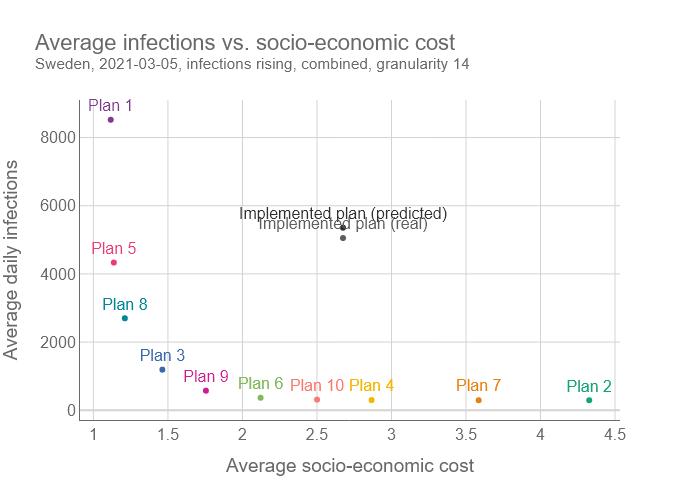 Average infections vs. socio-economic cost
Sweden, 2021-03-05, infections rising, combined, granularity 14
Plan 1
8000
6000
Implemented plan (predicted)
Implemented plan (real)
Plan 5
4000
Plan 8
2000
Plan 3
Plan 9
Plan 6
Plan 10
Plan 4
Plan 7
Plan 2
0
1
1.5
2
2.5
3
3.5
4
4.5
Average daily infections
Average socio-economic cost